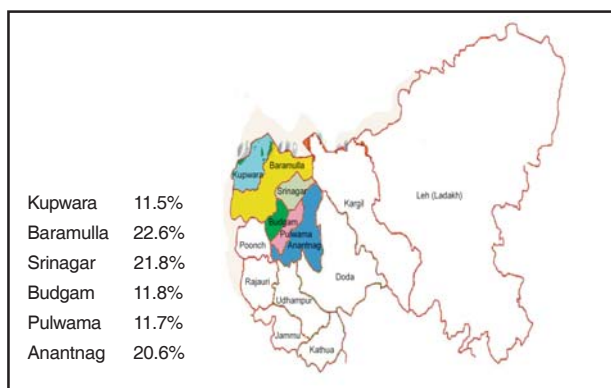 Kupwara 11.5%
Baramulla 22.6%
Srinagar 21.8%
Budgam 11.8%
Pulwama 11.7%
Anantnag 20.6%
Kupwara
Baramulla
Srinagar
Budgam
Pulwama
Anantnag
Poonch
Rajauri
Udhampur
Jammu
Kathua
Doda
Kargil
Leh (Ladakh)